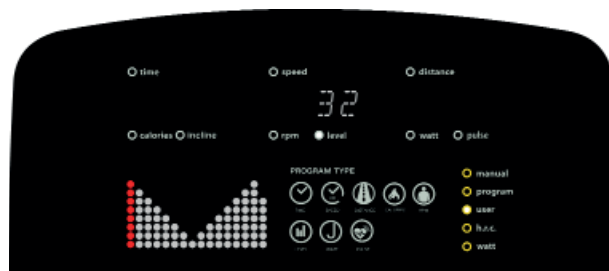 time speed distance
32
calories incline rpm level watt pulse
PROGRAM TYPE
manual
program
user
h.r.c.
watt